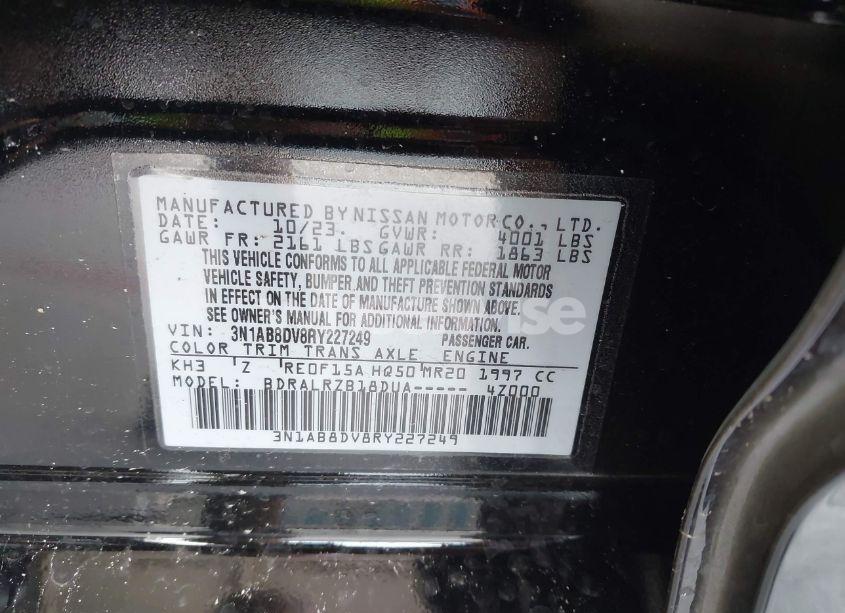 MANUFACTURED BY NISSAN MOTOR CO., LTD.
DATE: 10/23. GVWR: 4001 LBS
GAWR FR: 2161 LBS GAWR RR: 1863 LBS
THIS VEHICLE CONFORMS TO ALL APPLICABLE FEDERAL MOTOR
VEHICLE SAFETY, BUMPER, AND THEFT PREVENTION STANDARDS
IN EFFECT ON THE DATE OF MANUFACTURE SHOWN ABOVE.
SEE OWNER'S MANUAL FOR ADDITIONAL INFORMATION.
VIN: 3N1AB8DV8RY227249 PASSENGER CAR.
COLOR TRIM TRANS AXLE ENGINE
KH3 Z RE0F15A HQ50 MR20 1997 CC
MODEL: BDRALRZB18DUA----- 4Z000
3N1AB8DV8RY227249